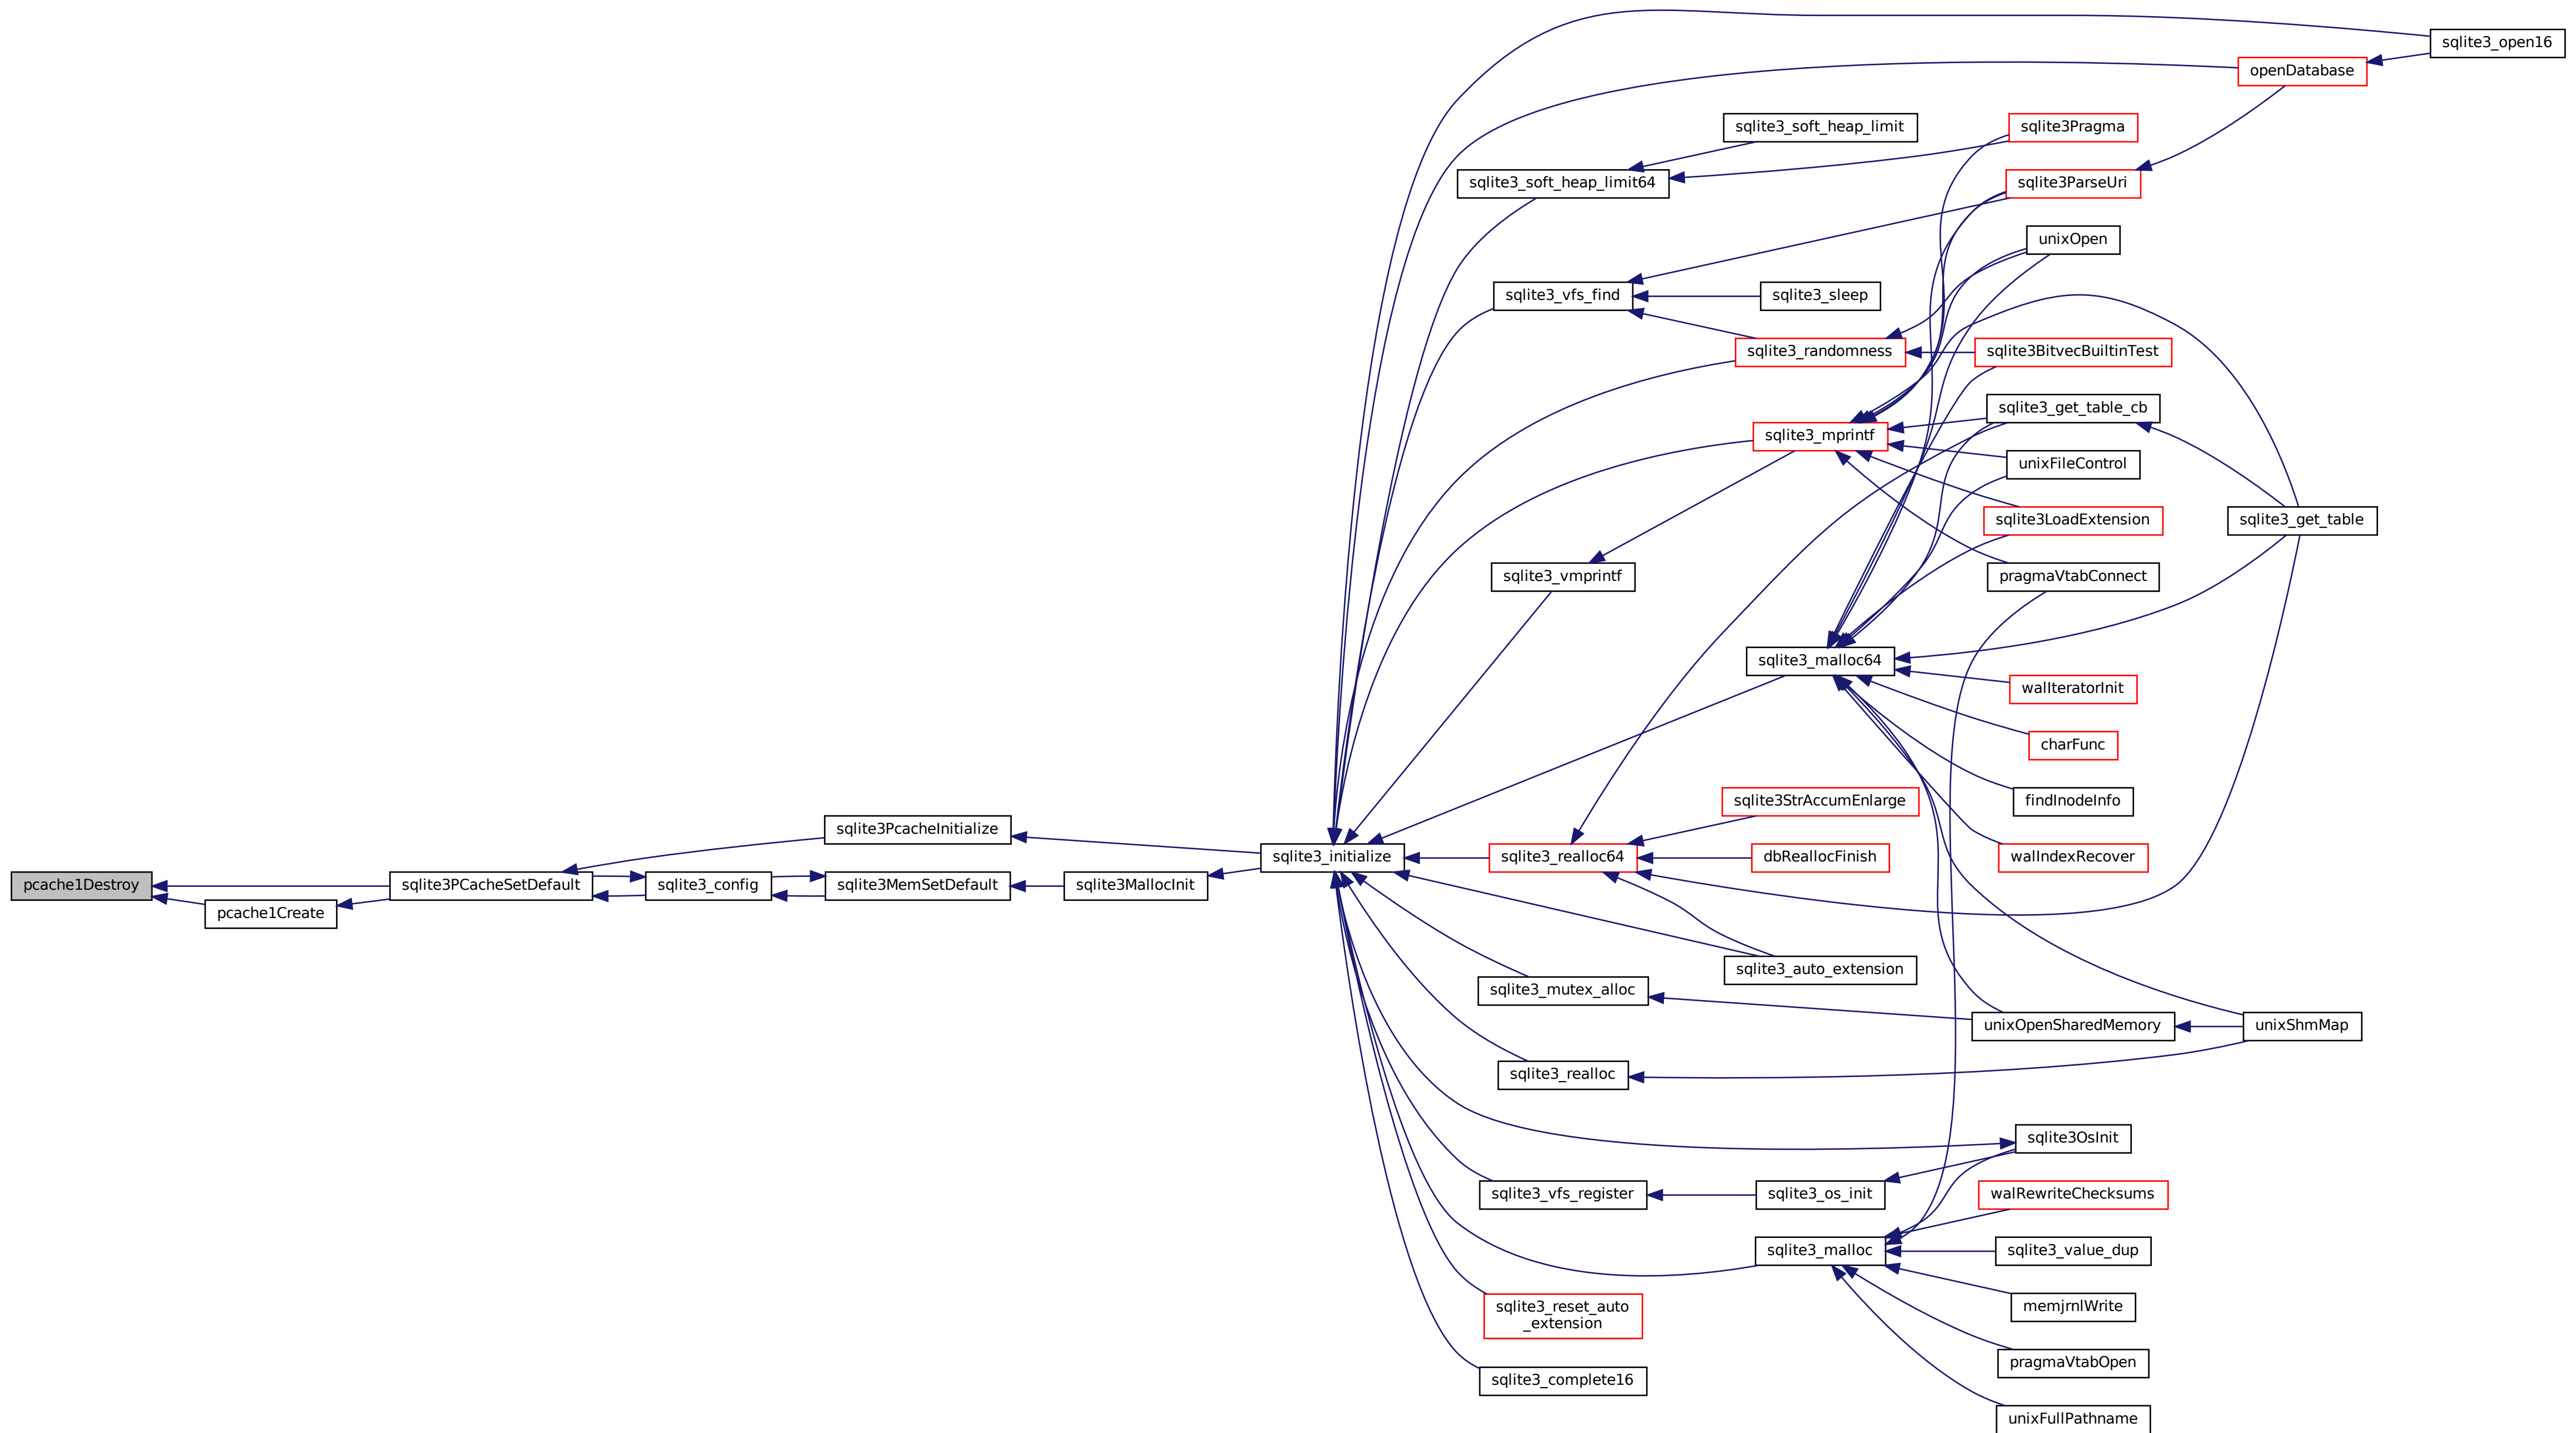 sqlite3_open16
openDatabase
sqlite3_soft_heap_limit
sqlite3Pragma
sqlite3_soft_heap_limit64
sqlite3ParseUri
unixOpen
sqlite3_vfs_find
sqlite3_sleep
sqlite3_randomness
sqlite3BitvecBuiltinTest
sqlite3_get_table_cb
sqlite3_mprintf
unixFileControl
sqlite3LoadExtension
sqlite3_get_table
sqlite3_vmprintf
pragmaVtabConnect
sqlite3_malloc64
walIteratorInit
charFunc
sqlite3StrAccumEnlarge
findInodeInfo
sqlite3PcacheInitialize
sqlite3_initialize
sqlite3_realloc64
dbReallocFinish
walIndexRecover
pcache1Destroy
sqlite3PCacheSetDefault
sqlite3_config
sqlite3MemSetDefault
sqlite3MallocInit
pcache1Create
sqlite3_auto_extension
sqlite3_mutex_alloc
unixOpenSharedMemory
unixShmMap
sqlite3_realloc
sqlite3OsInit
sqlite3_vfs_register
sqlite3_os_init
walRewriteChecksums
sqlite3_malloc
sqlite3_value_dup
sqlite3_reset_auto
_extension
memjrnlWrite
pragmaVtabOpen
sqlite3_complete16
unixFullPathname